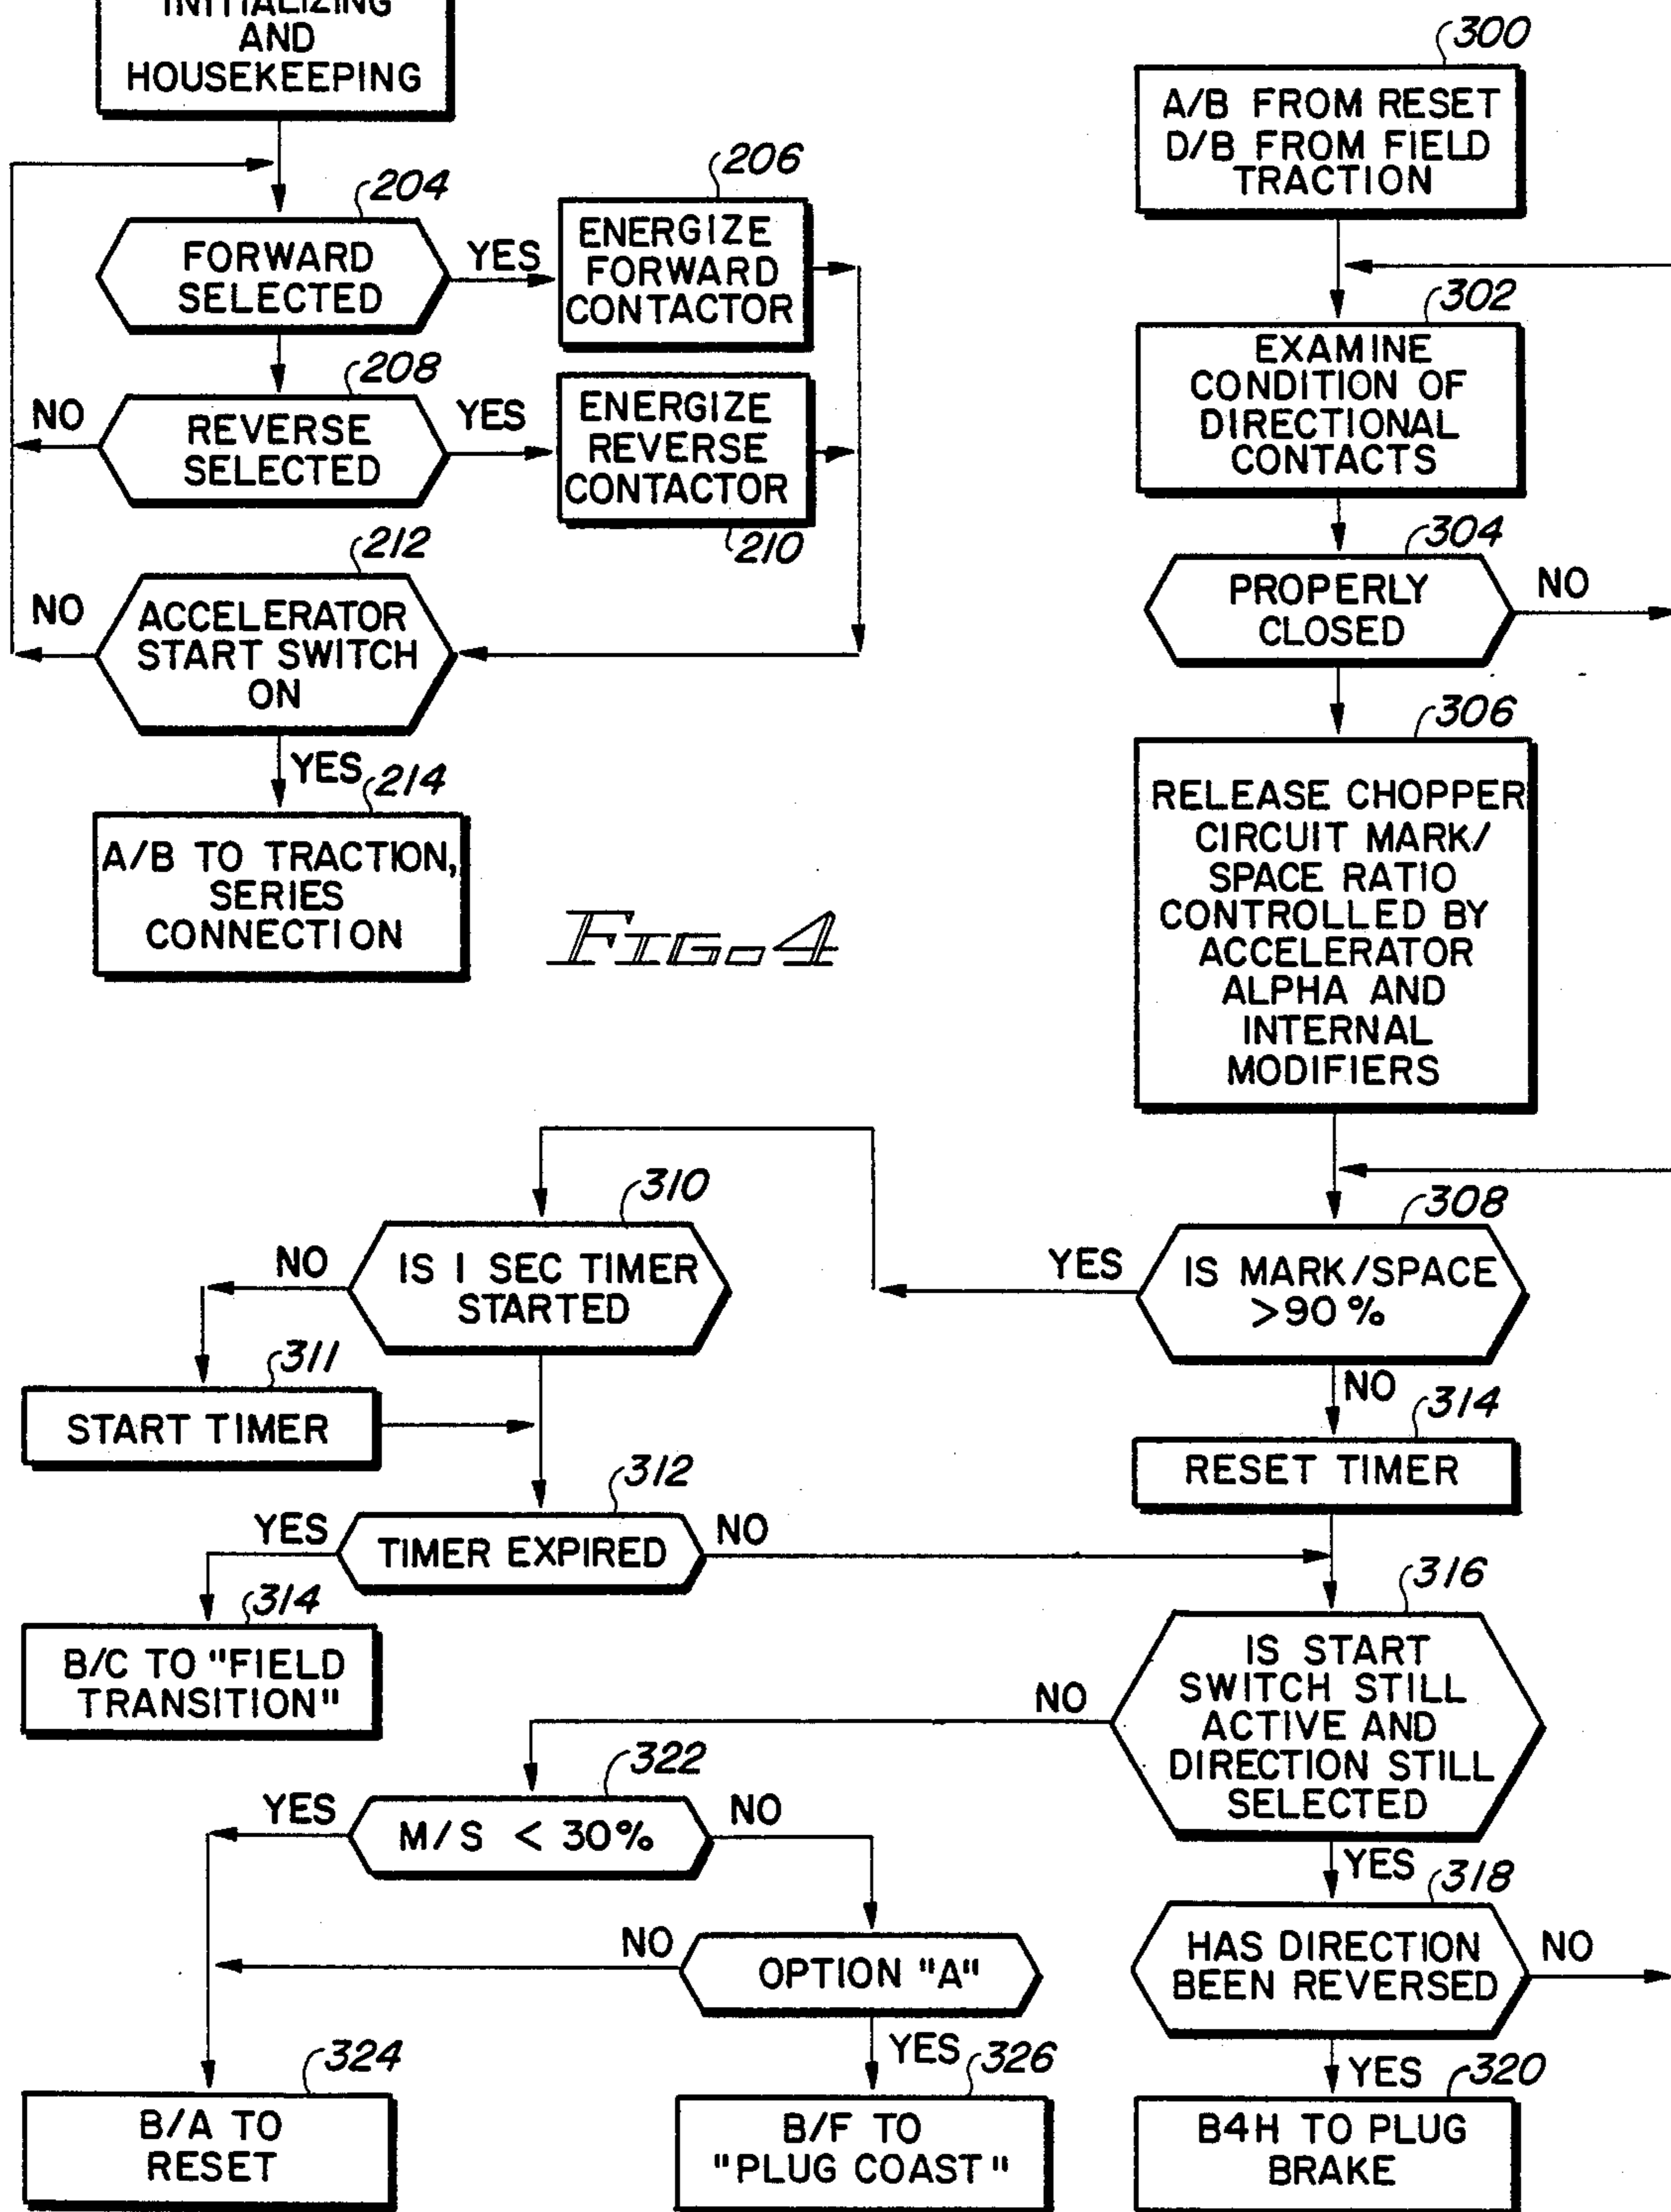 INITIALIZING
AND
HOUSEKEEPING
204
FORWARD
SELECTED
YES
206
ENERGIZE
FORWARD
CONTACTOR
208
NO
REVERSE
SELECTED
YES
ENERGIZE
REVERSE
CONTACTOR
210
212
NO
ACCELERATOR
START SWITCH
ON
YES
214
A/B TO TRACTION,
SERIES
CONNECTION
FIG. 4
300
A/B FROM RESET
D/B FROM FIELD
TRACTION
302
EXAMINE
CONDITION OF
DIRECTIONAL
CONTACTS
304
PROPERLY
CLOSED
NO
306
RELEASE CHOPPER
CIRCUIT MARK/
SPACE RATIO
CONTROLLED BY
ACCELERATOR
ALPHA AND
INTERNAL
MODIFIERS
308
IS MARK/SPACE
>90%
YES
NO
310
IS 1 SEC TIMER
STARTED
NO
311
START TIMER
312
TIMER EXPIRED
YES
NO
314
B/C TO "FIELD
TRANSITION"
314
RESET TIMER
316
IS START
SWITCH STILL
ACTIVE AND
DIRECTION STILL
SELECTED
NO
YES
322
M/S < 30%
YES
NO
OPTION "A"
NO
YES
318
HAS DIRECTION
BEEN REVERSED
NO
YES
324
B/A TO
RESET
326
B/F TO
"PLUG COAST"
320
B4H TO PLUG
BRAKE